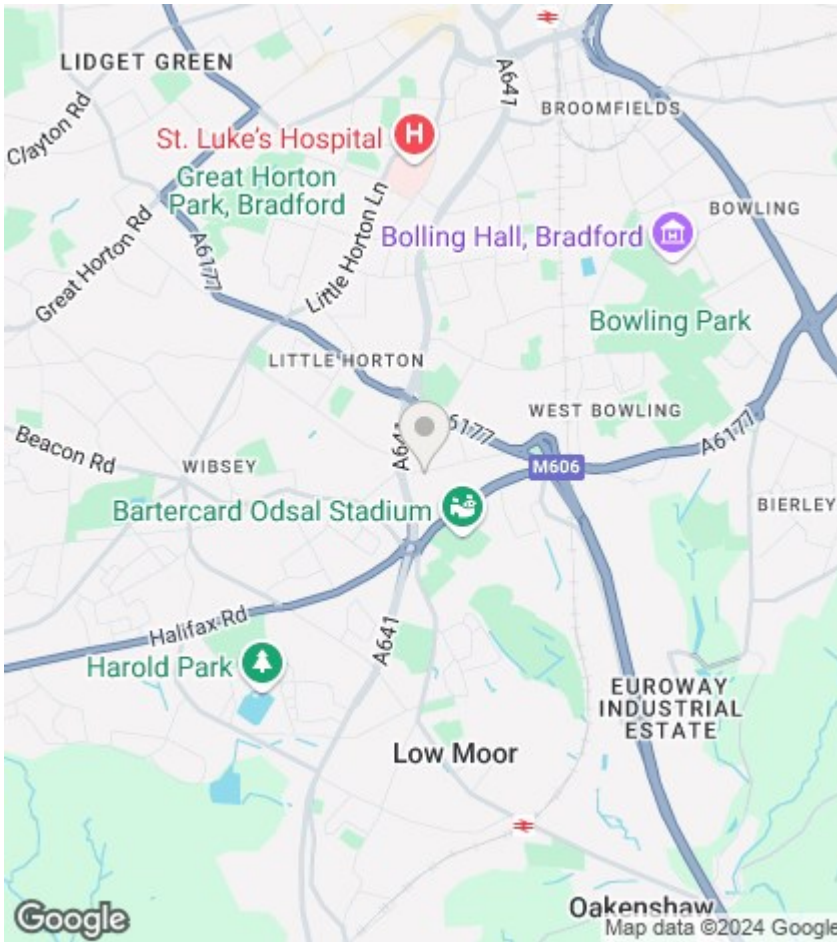 LIDGET GREEN
A641
BROOMFIELDS
Clayton Rd
St. Luke's Hospital
H
Great Horton
Park, Bradford
Little Horton Ln
BOWLING
Great Horton Rd
A6177
Bolling Hall, Bradford
Bowling Park
LITTLE HORTON
WEST BOWLING
A641
A6177
A6177
Beacon Rd
WIBSEY
M606
Bartercard Odsal Stadium
BIERLEY
Halifax Rd
A641
Harold Park
EUROWAY
INDUSTRIAL
ESTATE
Low Moor
Oakenshaw
Google
Map data ©2024 Google